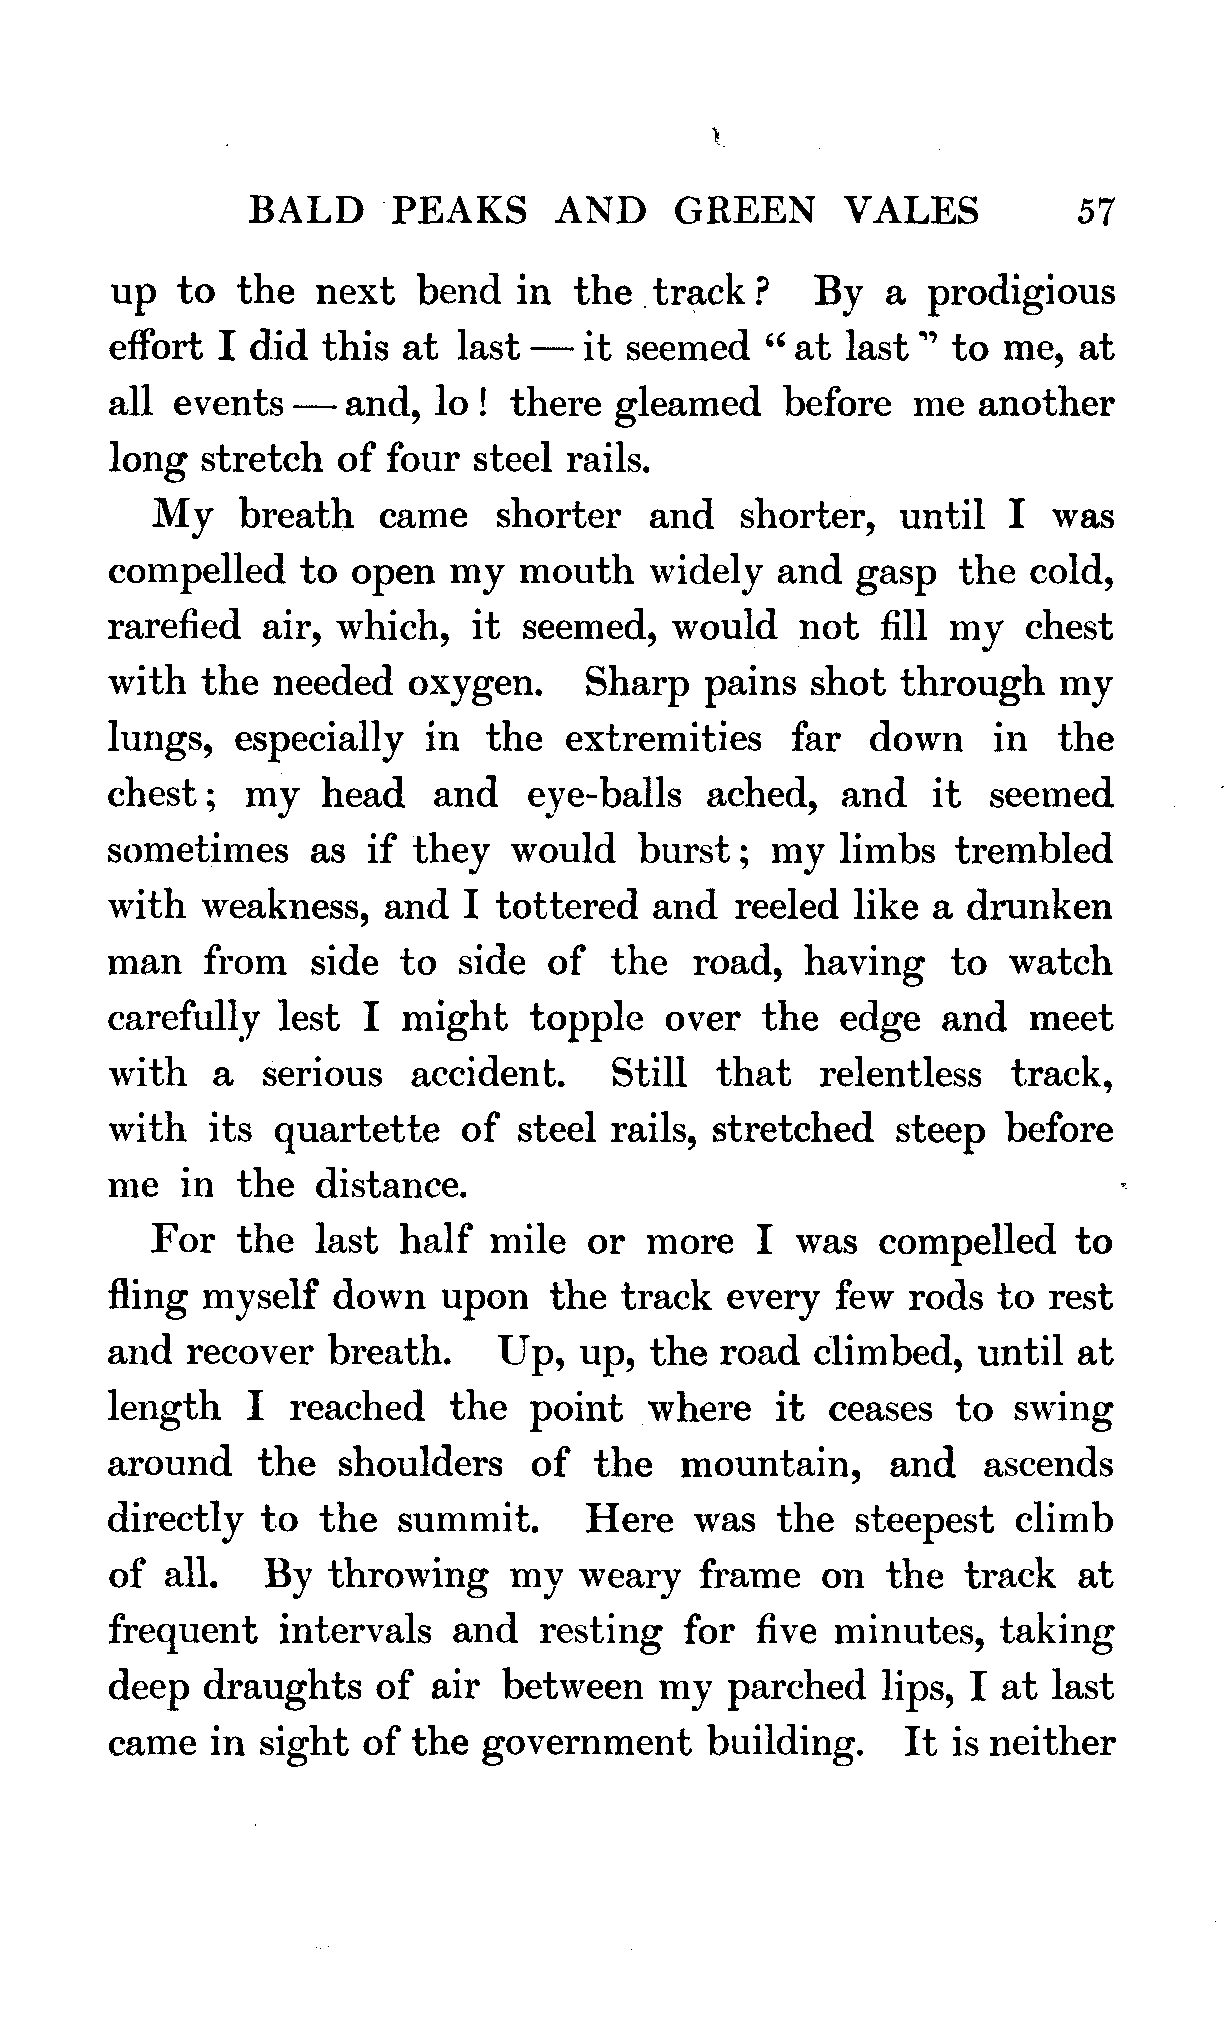 BALD PEAKS AND GREEN VALES 57
up to the next bend in the track? By a prodigious
effort I did this at last — it seemed "at last" to me, at
all events — and, lo! there gleamed before me another
long stretch of four steel rails.
My breath came shorter and shorter, until I was
compelled to open my mouth widely and gasp the cold,
rarefied air, which, it seemed, would not fill my chest
with the needed oxygen. Sharp pains shot through my
lungs, especially in the extremities far down in the
chest; my head and eye-balls ached, and it seemed
sometimes as if they would burst; my limbs trembled
with weakness, and I tottered and reeled like a drunken
man from side to side of the road, having to watch
carefully lest I might topple over the edge and meet
with a serious accident. Still that relentless track,
with its quartette of steel rails, stretched steep before
me in the distance.
For the last half mile or more I was compelled to
fling myself down upon the track every few rods to rest
and recover breath. Up, up, the road climbed, until at
length I reached the point where it ceases to swing
around the shoulders of the mountain, and ascends
directly to the summit. Here was the steepest climb
of all. By throwing my weary frame on the track at
frequent intervals and resting for five minutes, taking
deep draughts of air between my parched lips, I at last
came in sight of the government building. It is neither